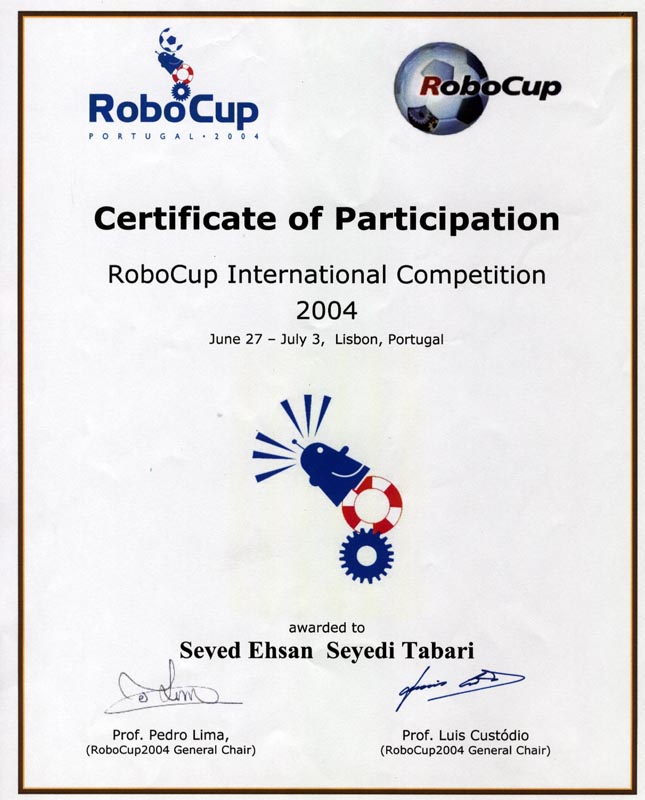 RoboCup
PORTUGAL • 2004
RoboCup
Certificate of Participation
RoboCup International Competition
2004
June 27 – July 3, Lisbon, Portugal
awarded to
Seved Ehsan Seyedi Tabari
Prof. Pedro Lima,
(RoboCup2004 General Chair)
Prof. Luis Custódio
(RoboCup2004 General Chair)